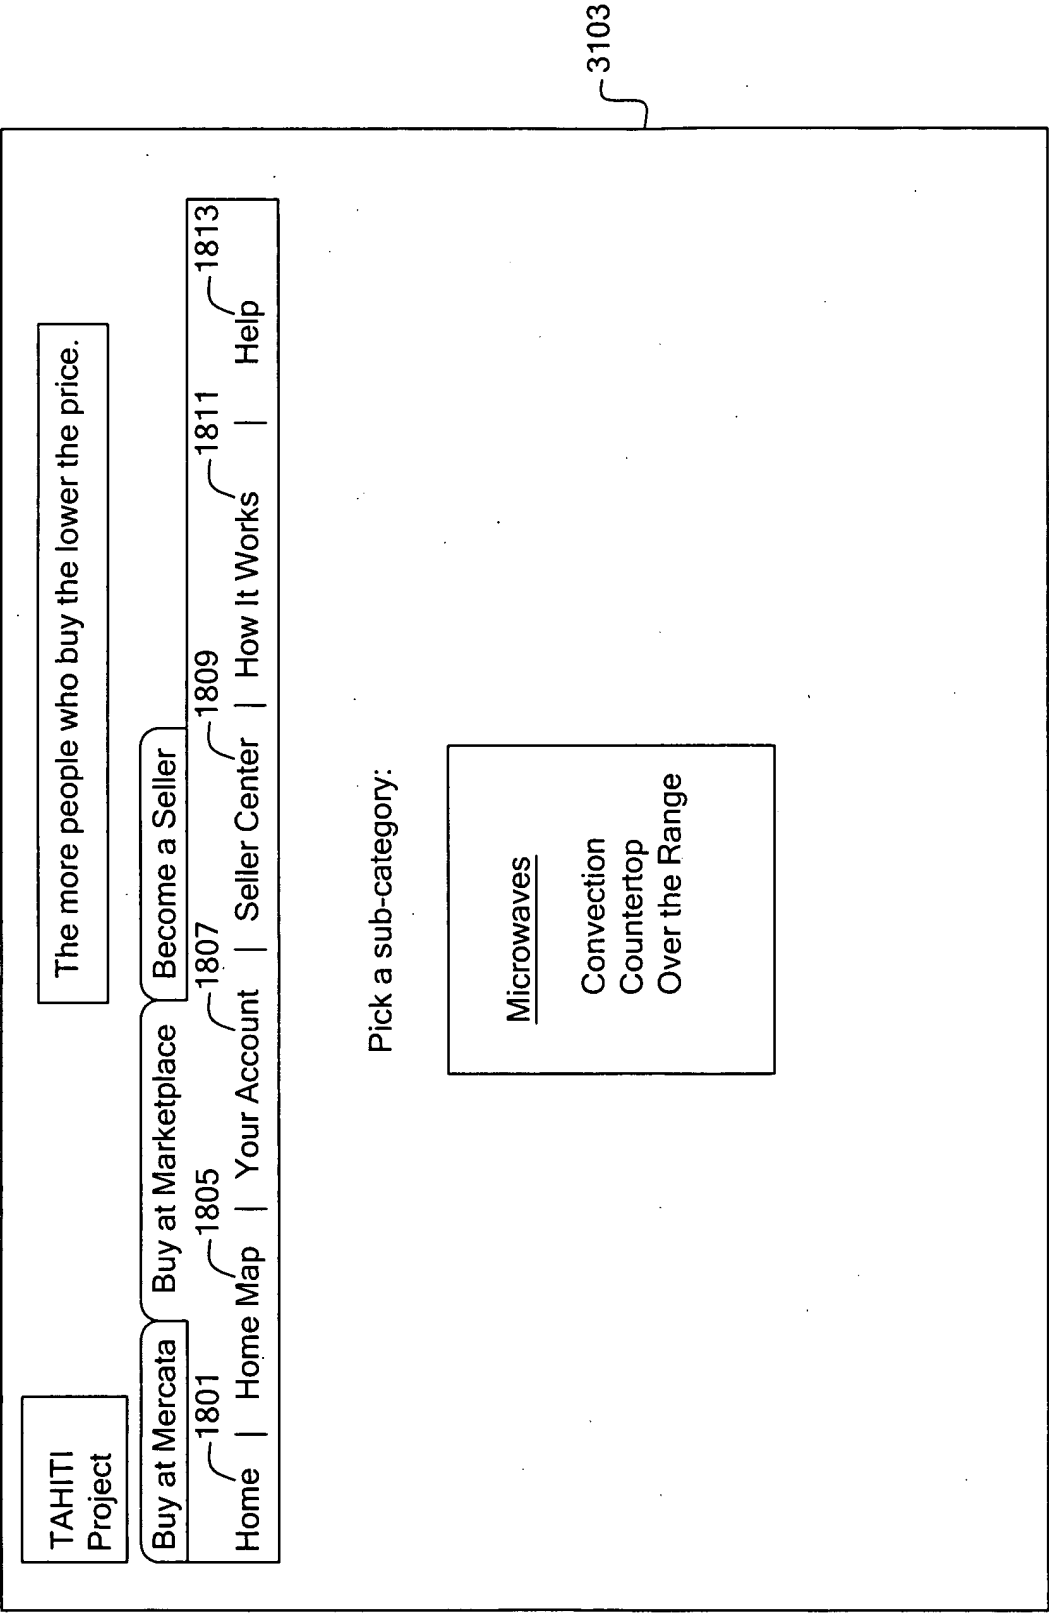 TAHITI
Project
The more people who buy the lower the price.
Buy at Mercata
Buy at Marketplace
Become a Seller
1801
1805
1807
1809
1811
1813
Home | Home Map | Your Account | Seller Center | How It Works | Help
Pick a sub-category:
Microwaves
Convection
Countertop
Over the Range
3103